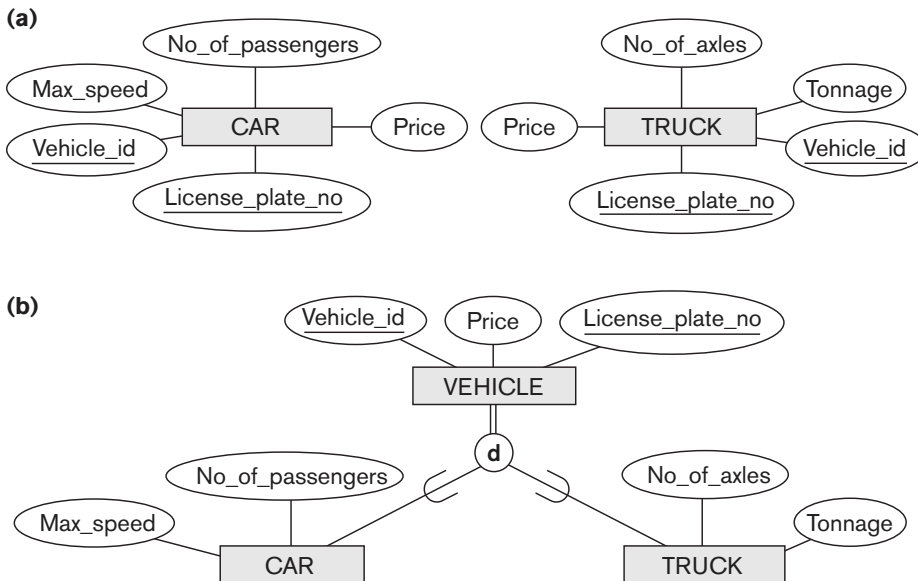 (a)
No_of_passengers
No_of_axles
Max_speed
Tonnage
CAR
Price
Price
TRUCK
Vehicle_id
Vehicle_id
License_plate_no
License_plate_no
(b)
Vehicle_id
Price
License_plate_no
VEHICLE
d
No_of_passengers
No_of_axles
Max_speed
Tonnage
CAR
TRUCK